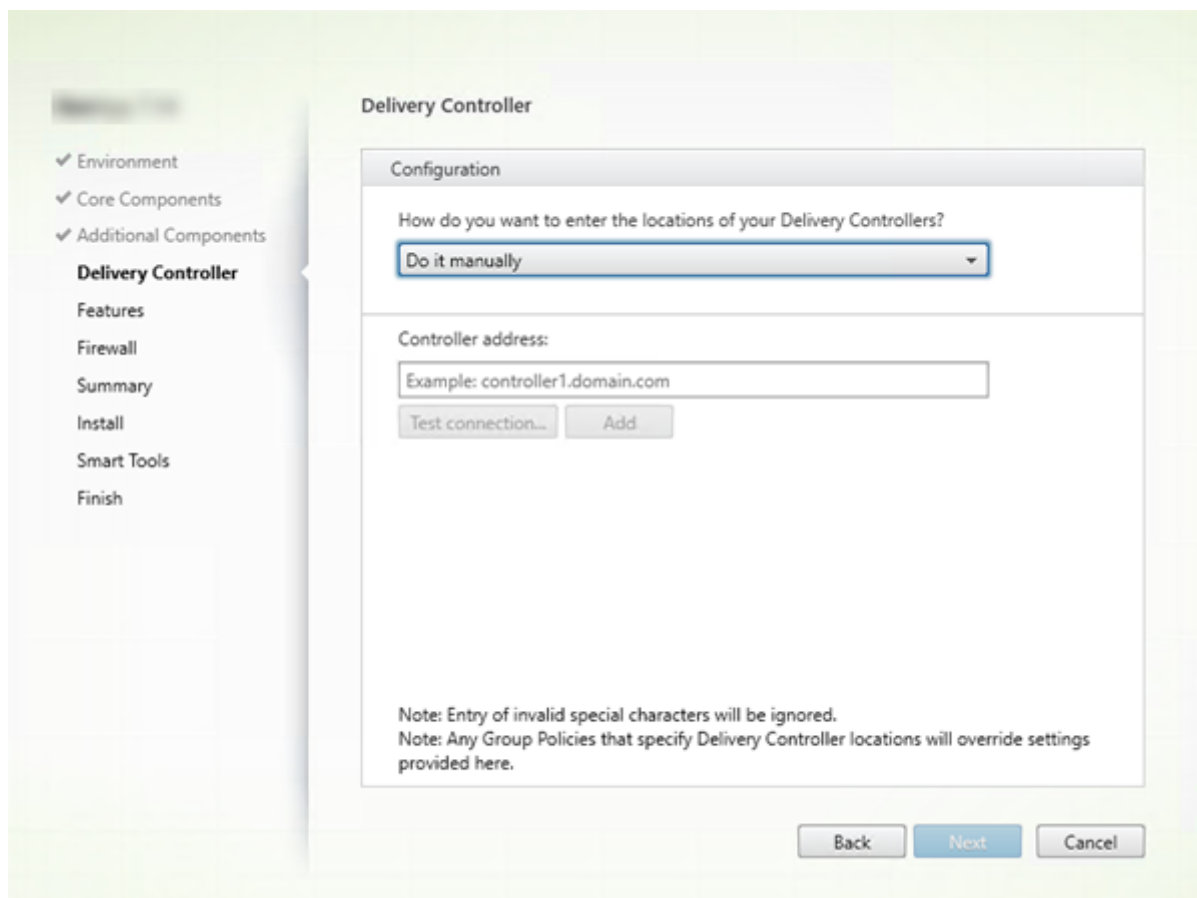 Delivery Controller
Environment
Core Components
Additional Components
Delivery Controller
Features
Firewall
Summary
Install
Smart Tools
Finish
Configuration
How do you want to enter the locations of your Delivery Controllers?
Do it manually
Controller address:
Example: controller1.domain.com
Test connection... Add
Note: Entry of invalid special characters will be ignored.
Note: Any Group Policies that specify Delivery Controller locations will override settings
provided here.
Back Next Cancel